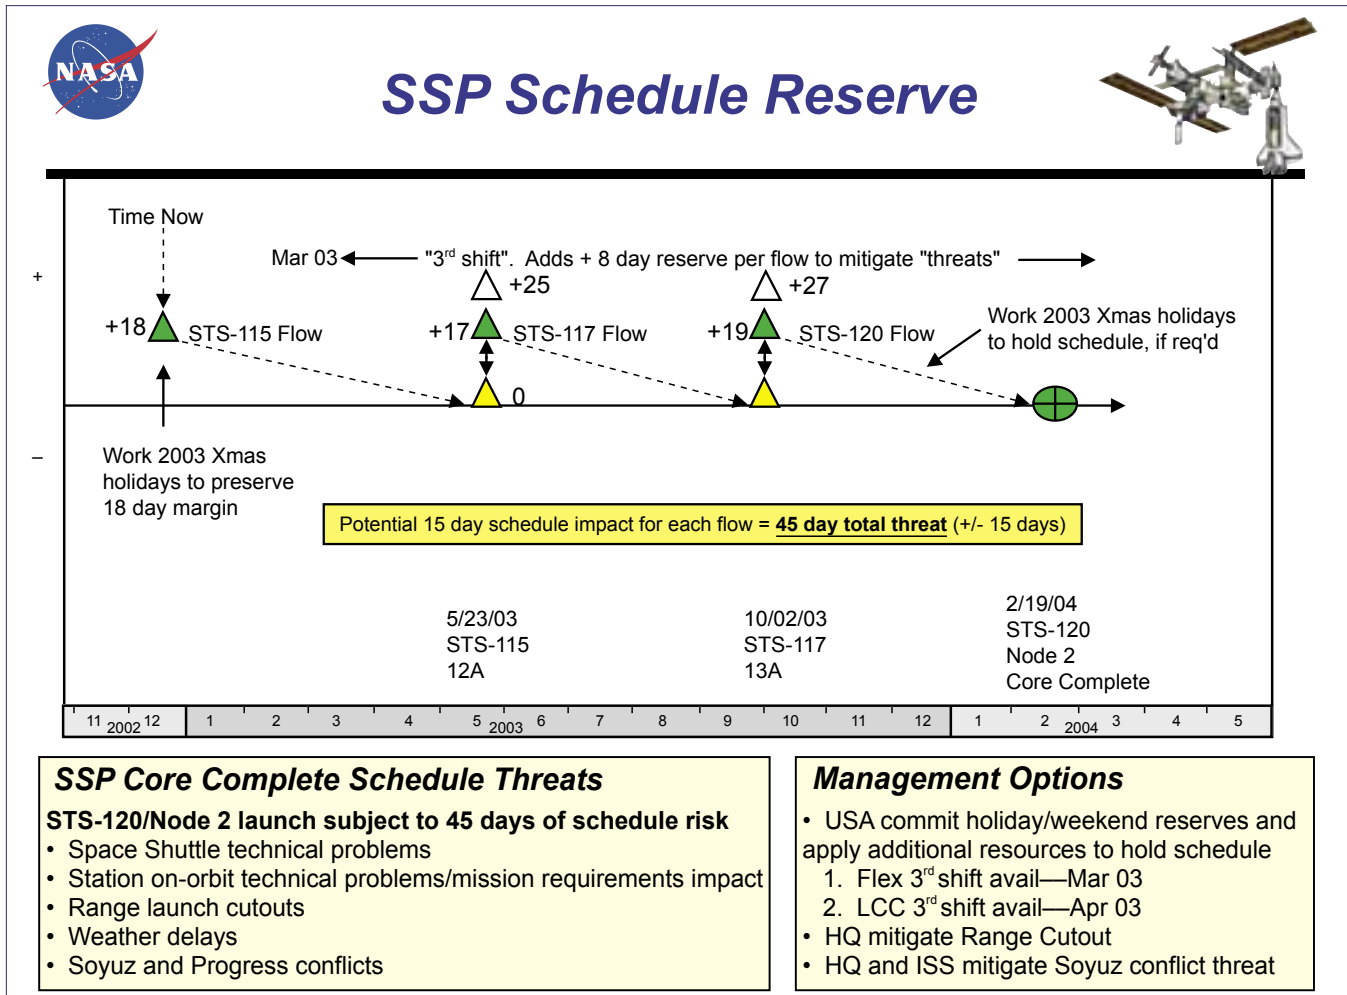 NASA
SSP Schedule Reserve
Time Now
Mar 03
"3rd shift". Adds + 8 day reserve per flow to mitigate "threats"
+
+25
+27
+18
STS-115 Flow
+17
STS-117 Flow
+19
STS-120 Flow
Work 2003 Xmas holidays
to hold schedule, if req'd
0
–
Work 2003 Xmas
holidays to preserve
18 day margin
Potential 15 day schedule impact for each flow = 45 day total threat (+/- 15 days)
5/23/03
STS-115
12A
10/02/03
STS-117
13A
2/19/04
STS-120
Node 2
Core Complete
11 12 1 2 3 4 5 6 7 8 9 10 11 12 1 2 3 4 5
2002 2003 2004
SSP Core Complete Schedule Threats
STS-120/Node 2 launch subject to 45 days of schedule risk
• Space Shuttle technical problems
• Station on-orbit technical problems/mission requirements impact
• Range launch cutouts
• Weather delays
• Soyuz and Progress conflicts
Management Options
• USA commit holiday/weekend reserves and
apply additional resources to hold schedule
1. Flex 3rd shift avail—Mar 03
2. LCC 3rd shift avail—Apr 03
• HQ mitigate Range Cutout
• HQ and ISS mitigate Soyuz conflict threat